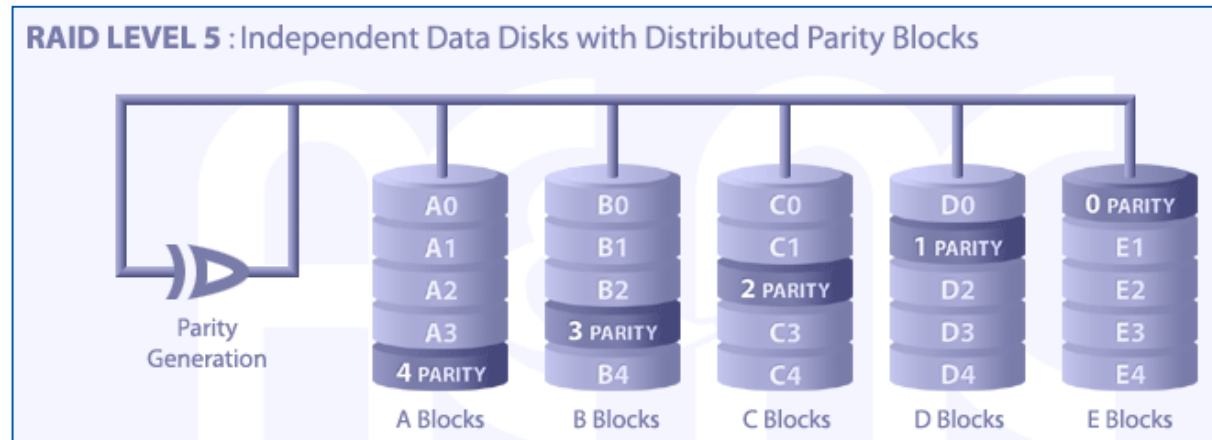 RAID LEVEL 5 : Independent Data Disks with Distributed Parity Blocks
A0 B0 C0 D0 0 PARITY
A1 B1 C1 1 PARITY E1
A2 B2 2 PARITY D2 E2
A3 3 PARITY C3 D3 E3
4 PARITY B4 C4 D4 E4
Parity
Generation
A Blocks B Blocks C Blocks D Blocks E Blocks